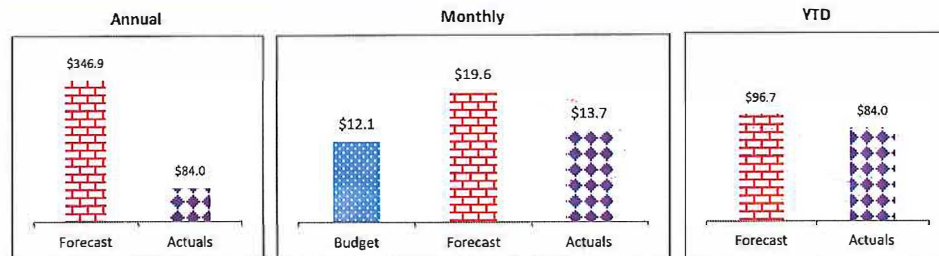 Annual
$346.9
$84.0
Forecast Actuals
Monthly
$12.1
$19.6
$13.7
Budget Forecast Actuals
YTD
$96.7
$84.0
Forecast Actuals